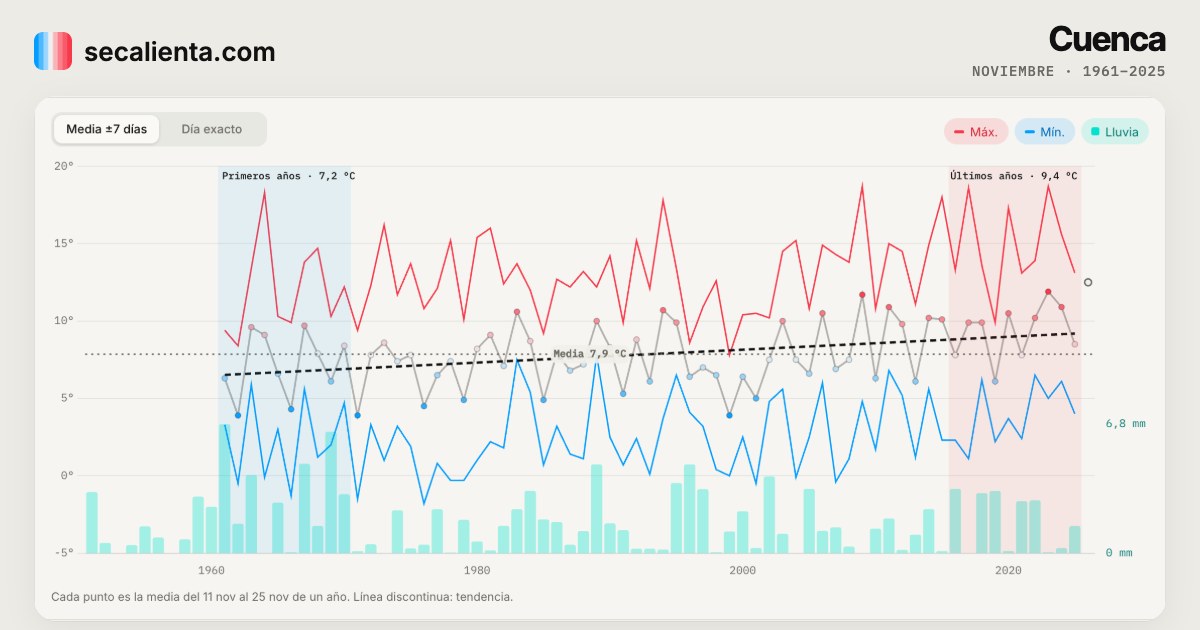 secalienta.com
Cuenca
NOVIEMBRE · 1961–2025
Media ±7 días
Día exacto
Máx.
Mín.
Lluvia
20°
Primeros años · 7,2 °C
Últimos años · 9,4 °C
15°
10°
Media 7,9 °C
5°
6,8 mm
0°
-5°
0 mm
1960
1980
2000
2020
Cada punto es la media del 11 nov al 25 nov de un año. Línea discontinua: tendencia.